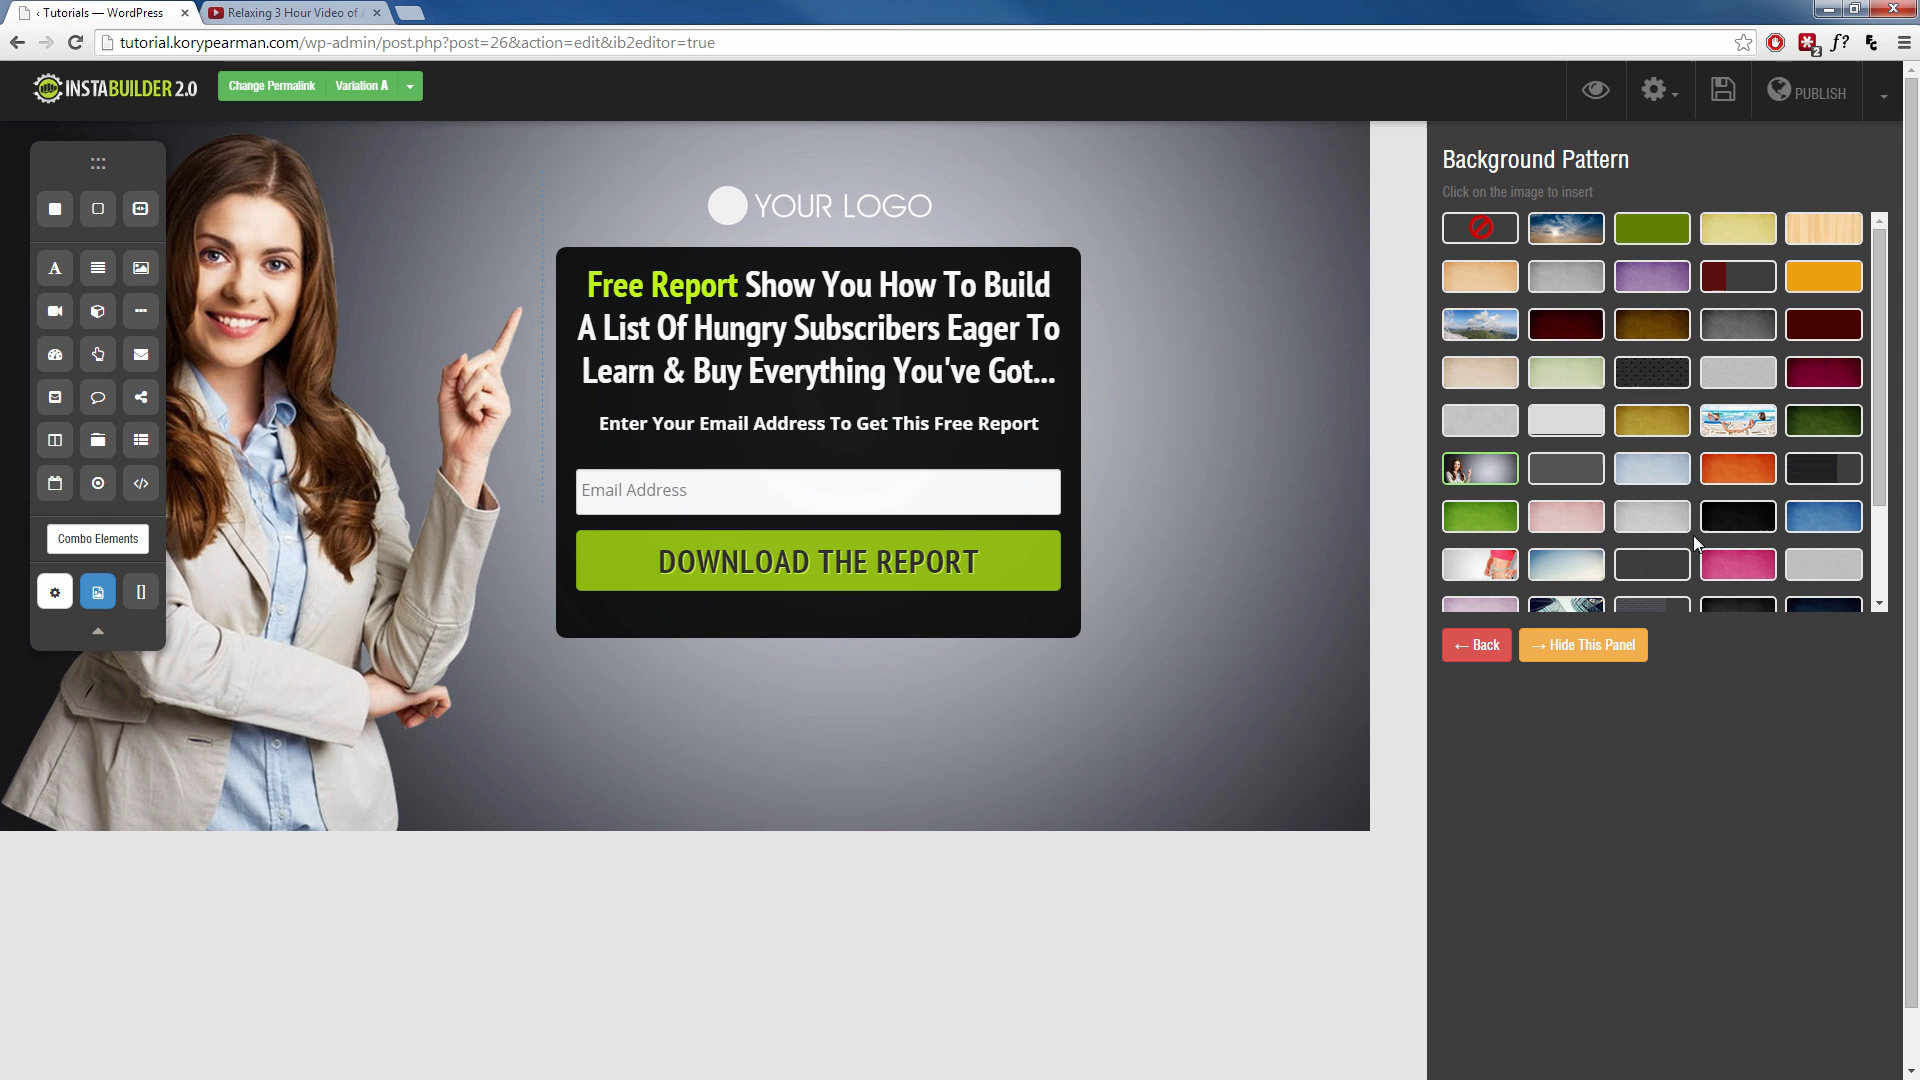 ‹ Tutorials — WordPress
Relaxing 3 Hour Video of
tutorial.korypearman.com/wp-admin/post.php?post=26&action=edit&ib2editor=true
2
f?
INSTABUILDER 2.0
Change Permalink
Variation A
PUBLISH
Background Pattern
Click on the image to insert
YOUR LOGO
Free Report Show You How To Build
A List Of Hungry Subscribers Eager To
Learn & Buy Everything You've Got...
Enter Your Email Address To Get This Free Report
Email Address
DOWNLOAD THE REPORT
A
Combo Elements
[]
← Back
→ Hide This Panel